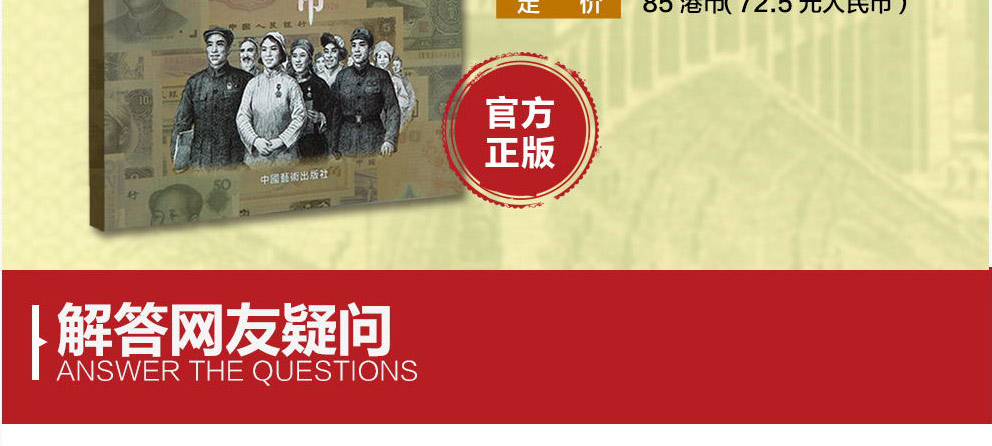 币
定 价
85 港币( 72.5 元人民币 )
官方
正版
中國藝術出版社
解答网友疑问
ANSWER THE QUESTIONS